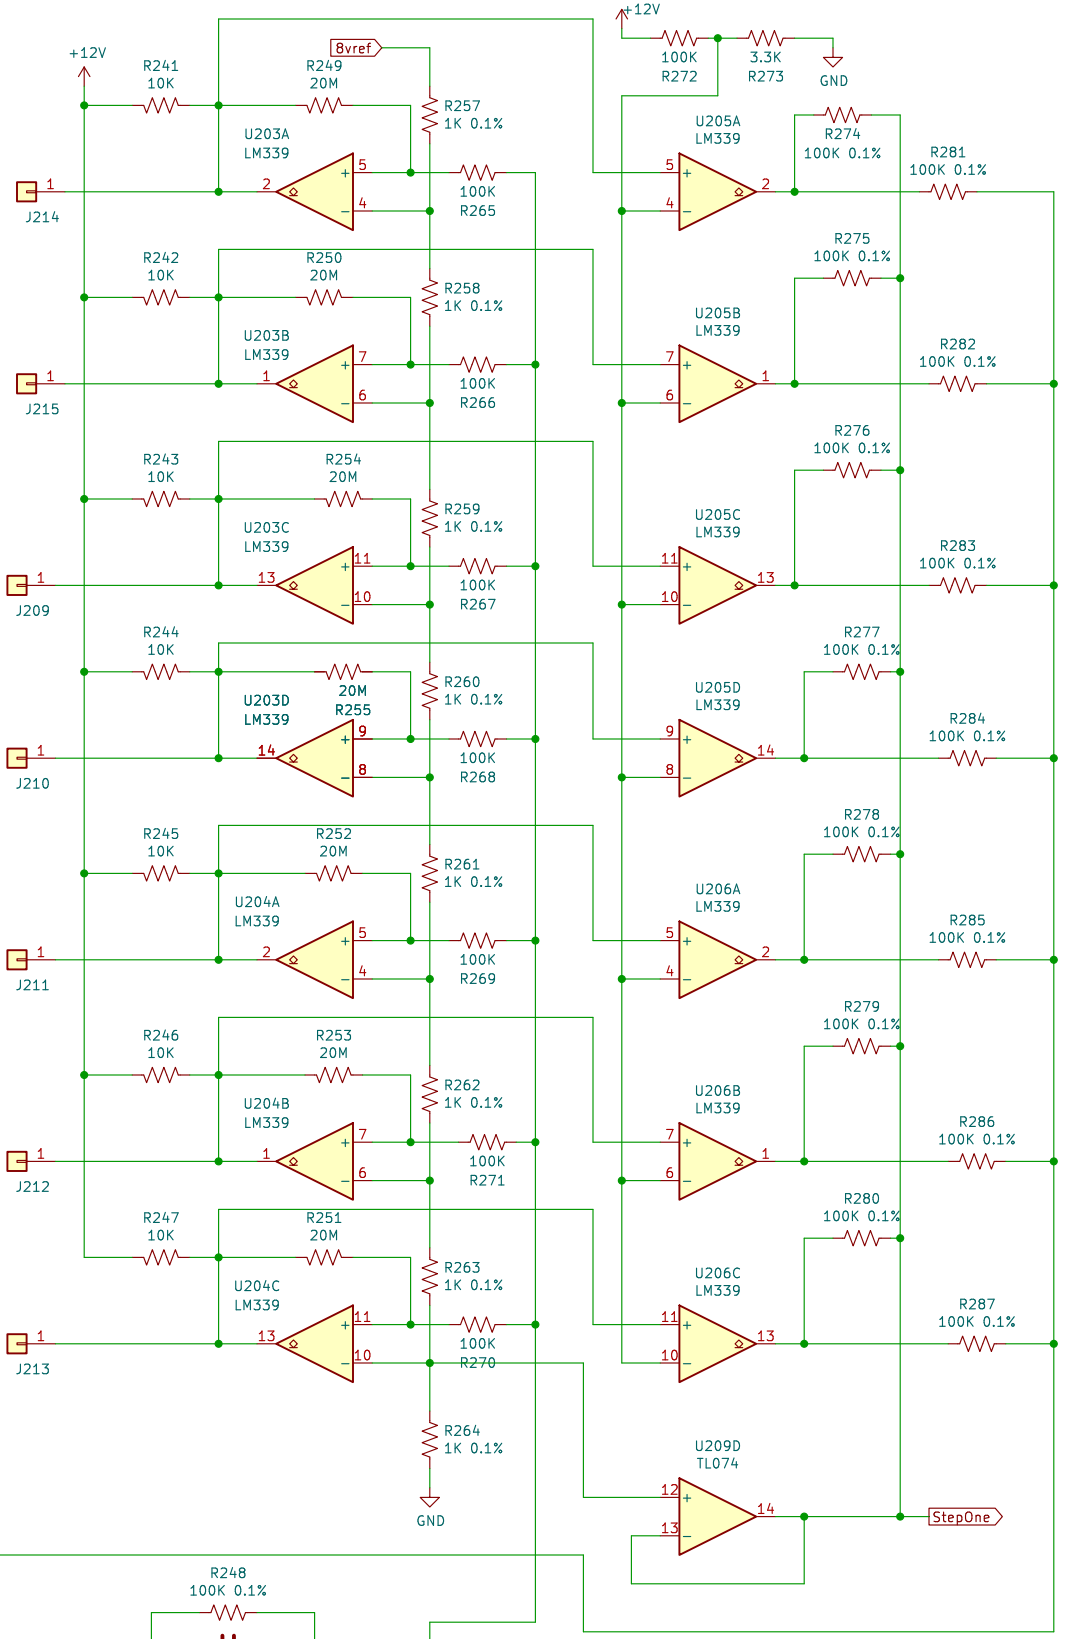 +12V
8vref
+12V
100K
R272
3.3K
R273
GND
R241
10K
R249
20M
R257
1K 0.1%
U203A
LM339
5
4
2
1
J214
100K
R265
U205A
LM339
5
4
2
R274
100K 0.1%
R281
100K 0.1%
R242
10K
R250
20M
R258
1K 0.1%
U203B
LM339
7
6
1
1
J215
100K
R266
U205B
LM339
7
6
1
R275
100K 0.1%
R282
100K 0.1%
R243
10K
R254
20M
R259
1K 0.1%
U203C
LM339
11
10
13
1
J209
100K
R267
U205C
LM339
11
10
13
R276
100K 0.1%
R283
100K 0.1%
R244
10K
20M
R255
R260
1K 0.1%
U203D
LM339
9
8
14
1
J210
100K
R268
U205D
LM339
9
8
14
R277
100K 0.1%
R284
100K 0.1%
R245
10K
R252
20M
R261
1K 0.1%
U204A
LM339
5
4
2
1
J211
100K
R269
U206A
LM339
5
4
2
R278
100K 0.1%
R285
100K 0.1%
R246
10K
R253
20M
R262
1K 0.1%
U204B
LM339
7
6
1
1
J212
100K
R271
U206B
LM339
7
6
1
R279
100K 0.1%
R286
100K 0.1%
R247
10K
R251
20M
R263
1K 0.1%
U204C
LM339
11
10
13
1
J213
100K
R270
U206C
LM339
11
10
13
R280
100K 0.1%
R287
100K 0.1%
R264
1K 0.1%
GND
U209D
TL074
12
13
14
StepOne
R248
100K 0.1%